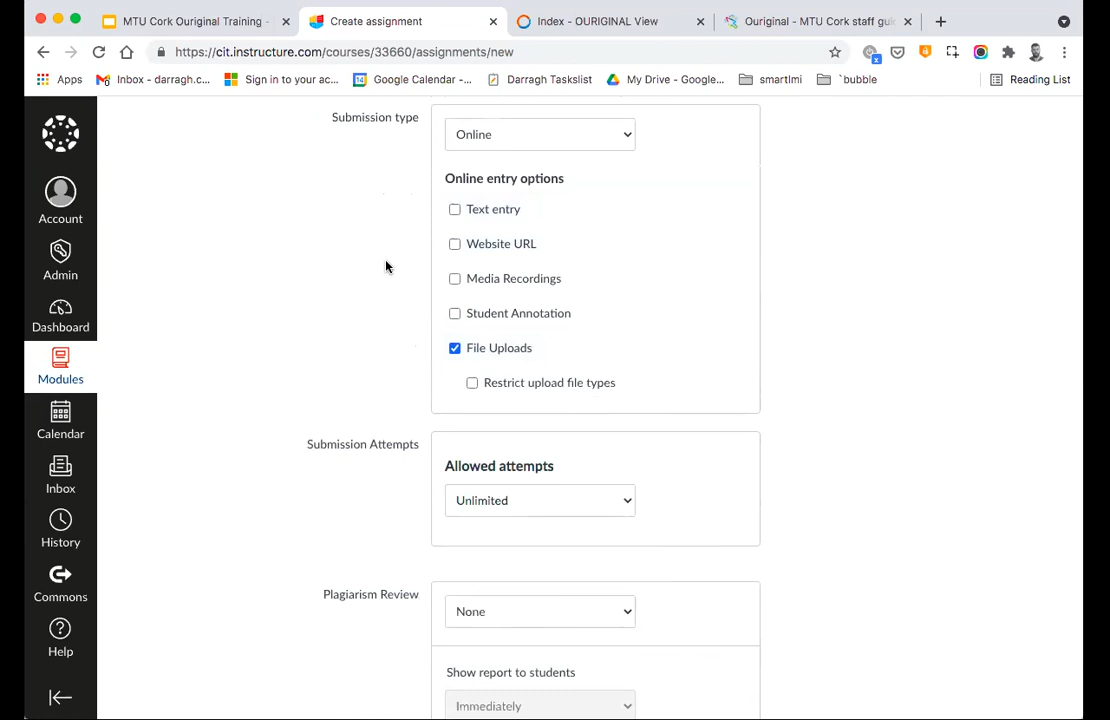 MTU Cork Ouriginal Training -
Create assignment
Index - OURIGINAL View
Ouriginal - MTU Cork staff gui
https://cit.instructure.com/courses/33660/assignments/new
Apps
Inbox - darragh.c...
Sign in to your ac...
Google Calendar -...
Darragh Tasklist
My Drive - Google...
smartlmi
`bubble
Reading List
Account
Admin
Dashboard
Modules
Calendar
Inbox
History
Commons
Help
Submission type
Online
Online entry options
Text entry
Website URL
Media Recordings
Student Annotation
File Uploads
Restrict upload file types
Submission Attempts
Allowed attempts
Unlimited
Plagiarism Review
None
Show report to students
Immediately